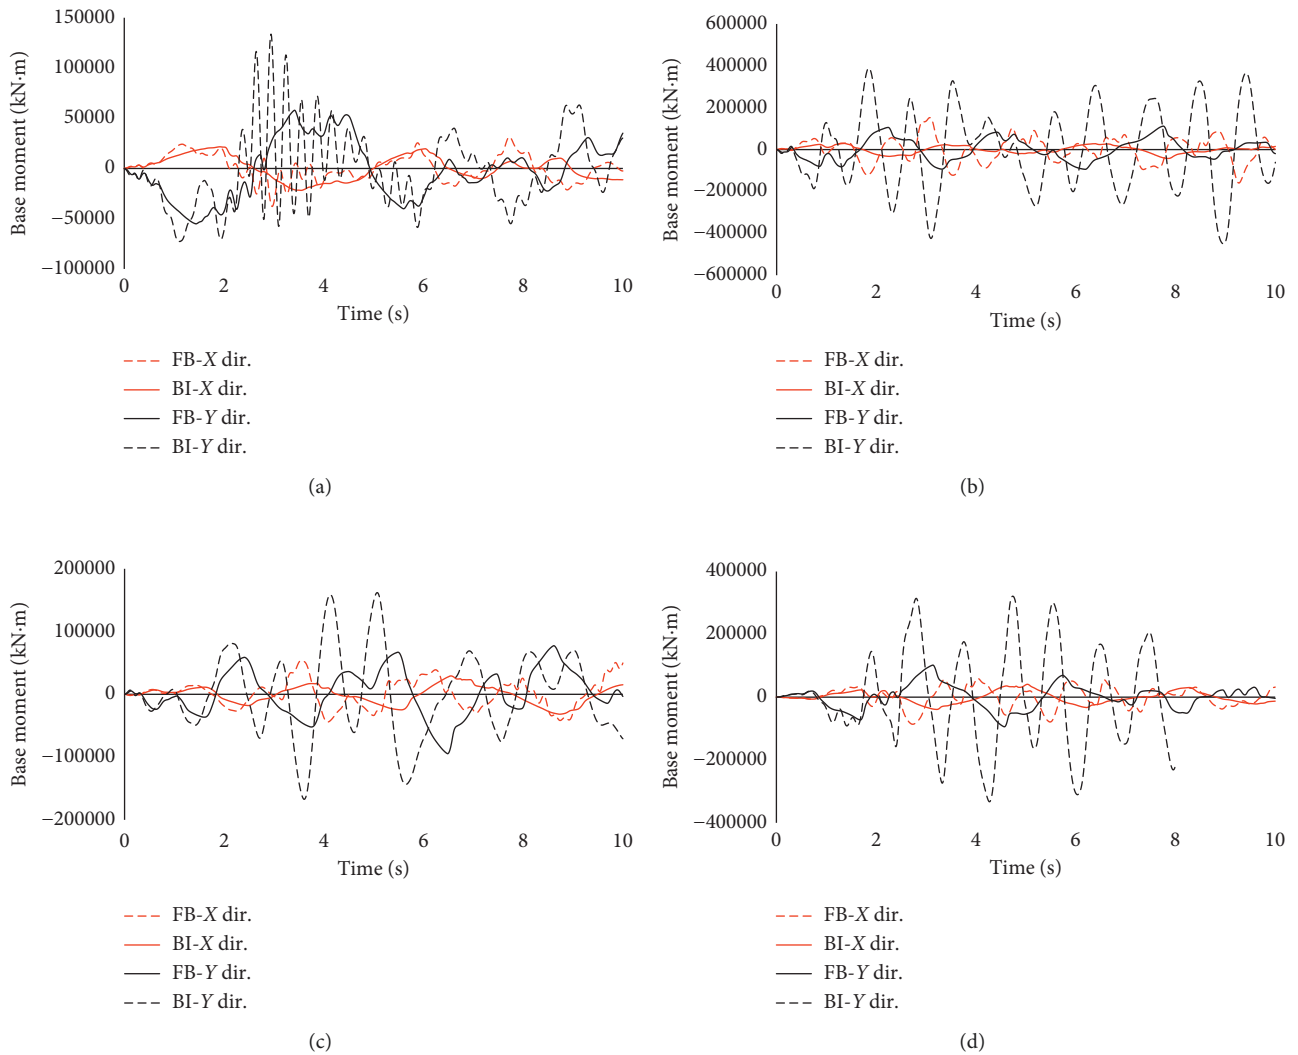 150000
100000
50000
0
−50000
−100000
Base moment (kN·m)
0 2 4 6 8 10
Time (s)
FB-X dir.
BI-X dir.
FB-Y dir.
BI-Y dir.
(a)
600000
400000
200000
0
−200000
−400000
−600000
Base moment (kN·m)
0 2 4 6 8 10
Time (s)
FB-X dir.
BI-X dir.
FB-Y dir.
BI-Y dir.
(b)
200000
100000
0
−100000
−200000
Base moment (kN·m)
0 2 4 6 8 10
Time (s)
FB-X dir.
BI-X dir.
FB-Y dir.
BI-Y dir.
(c)
400000
200000
0
−200000
−400000
Base moment (kN·m)
0 2 4 6 8 10
Time (s)
FB-X dir.
BI-X dir.
FB-Y dir.
BI-Y dir.
(d)